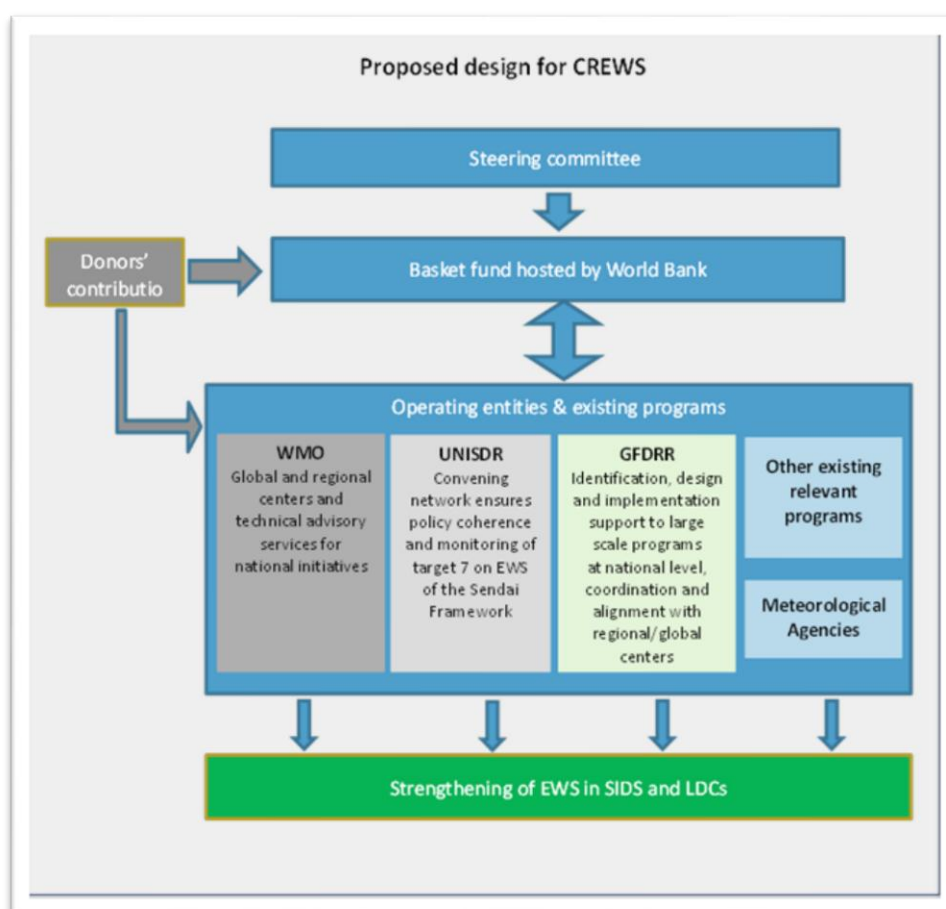 Proposed design for CREWS
Steering committee
Donors'
contributio
Basket fund hosted by World Bank
Operating entities & existing programs
WMO
Global and regional
centers and
technical advisory
services for
national initiatives
UNISDR
Convening
network ensures
policy coherence
and monitoring of
target 7 on EWS
of the Sendai
Framework
GFDRR
Identification, design
and implementation
support to large
scale programs
at national level,
coordination and
alignment with
regional/global
centers
Other existing
relevant
programs
Meteorological
Agencies
Strengthening of EWS in SIDS and LDCs